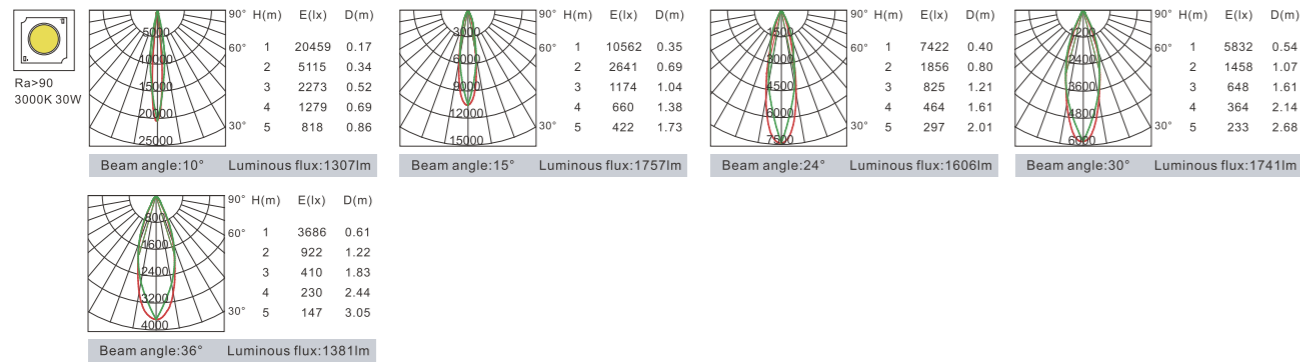 Ra>90
3000K 30W
5000
10000
15000
20000
25000
90°
60°
30°
H(m) E(lx) D(m)
1 20459 0.17
2 5115 0.34
3 2273 0.52
4 1279 0.69
5 818 0.86
Beam angle:10° Luminous flux:1307lm
3000
6000
9000
12000
15000
90°
60°
30°
H(m) E(lx) D(m)
1 10562 0.35
2 2641 0.69
3 1174 1.04
4 660 1.38
5 422 1.73
Beam angle:15° Luminous flux:1757lm
1500
3000
4500
6000
7500
90°
60°
30°
H(m) E(lx) D(m)
1 7422 0.40
2 1856 0.80
3 825 1.21
4 464 1.61
5 297 2.01
Beam angle:24° Luminous flux:1606lm
1200
2400
3600
4800
6000
90°
60°
30°
H(m) E(lx) D(m)
1 5832 0.54
2 1458 1.07
3 648 1.61
4 364 2.14
5 233 2.68
Beam angle:30° Luminous flux:1741lm
800
1600
2400
3200
4000
90°
60°
30°
H(m) E(lx) D(m)
1 3686 0.61
2 922 1.22
3 410 1.83
4 230 2.44
5 147 3.05
Beam angle:36° Luminous flux:1381lm